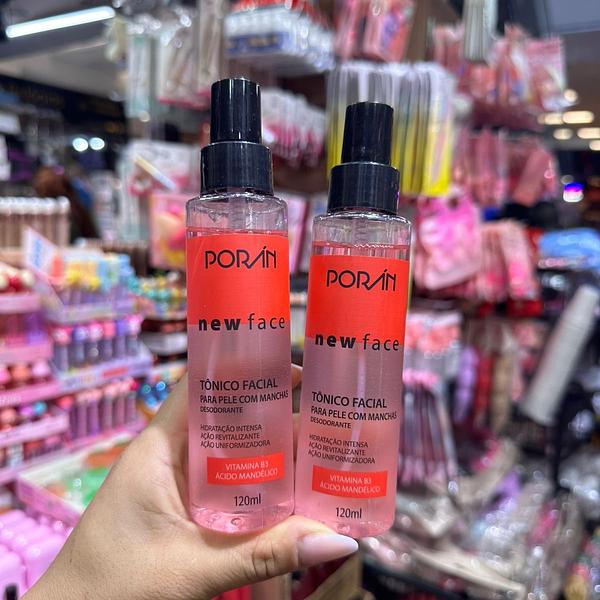 PORÁN
new face
TÔNICO FACIAL
PARA PELE COM MANCHAS
DESODORANTE
HIDRATAÇÃO INTENSA
AÇÃO REVITALIZANTE
AÇÃO UNIFORMIZADORA
VITAMINA B3
ÁCIDO MANDÉLICO
120ml
PORÁN
new face
TÔNICO FACIAL
PARA PELE COM MANCHAS
DESODORANTE
HIDRATAÇÃO INTENSA
AÇÃO REVITALIZANTE
AÇÃO UNIFORMIZADORA
VITAMINA B3
ÁCIDO MANDÉLICO
120ml